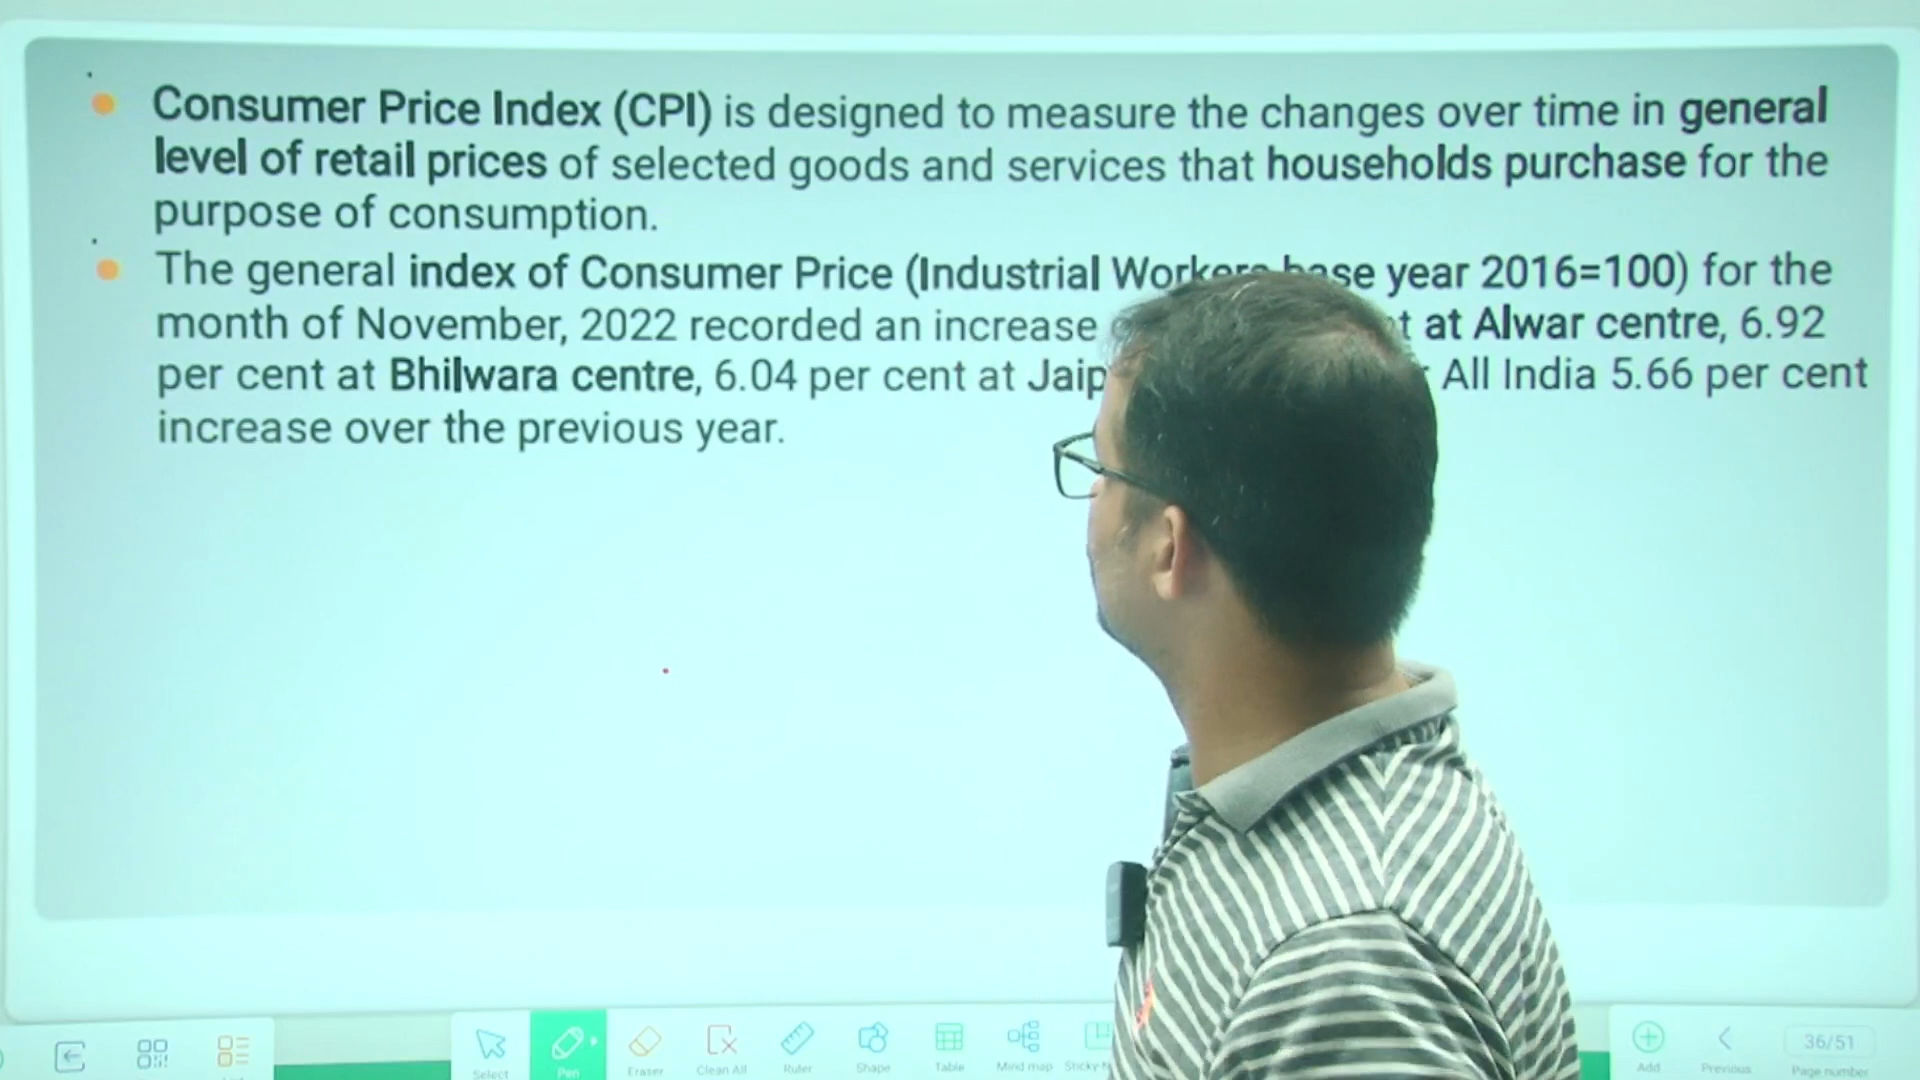 Consumer Price Index (CPI) is designed to measure the changes over time in general
level of retail prices of selected goods and services that households purchase for the
purpose of consumption.
The general index of Consumer Price (Industrial Workers base year 2016=100) for the
month of November, 2022 recorded an increase at Alwar centre, 6.92
per cent at Bhilwara centre, 6.04 per cent at All India 5.66 per cent
increase over the previous year.
Select
Pen
Eraser
Clean All
Ruler
Shape
Table
Mind map
Add
Previous
36/51
Page number